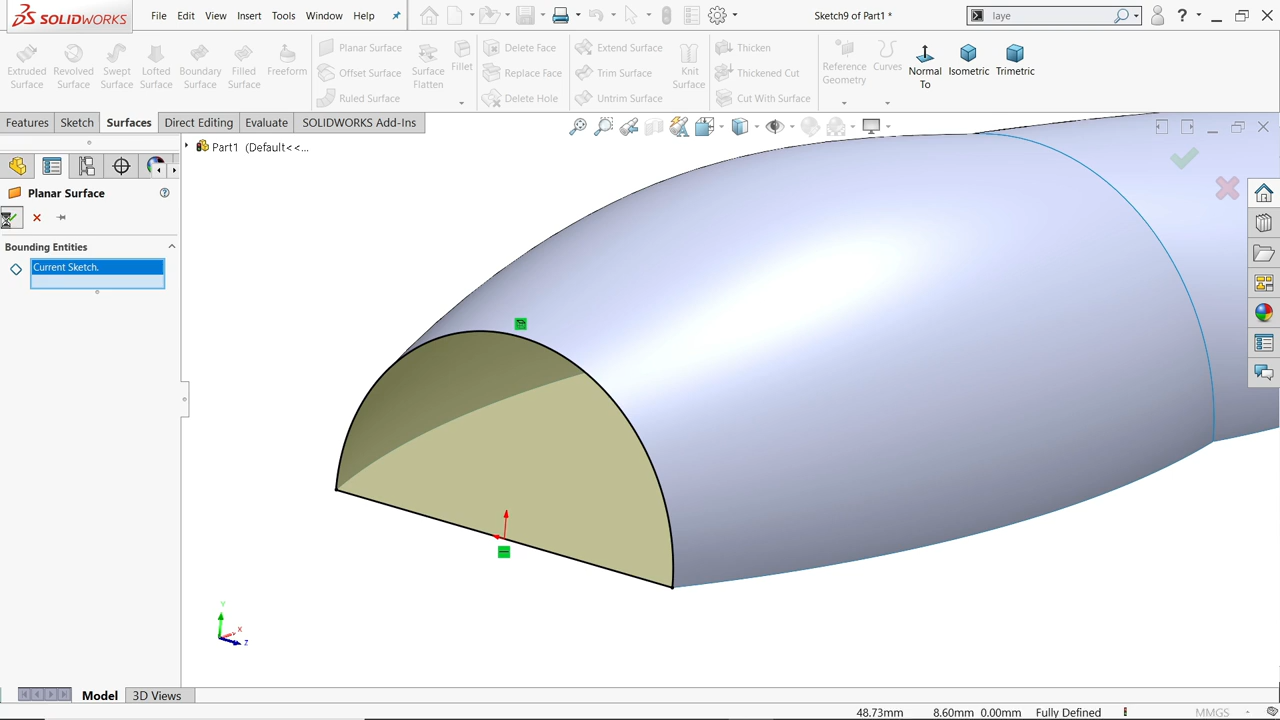 SOLIDWORKS
File Edit View Insert Tools Window Help
Sketch9 of Part1 *
laye
Extruded Surface
Revolved Surface
Swept Surface
Lofted Surface
Boundary Surface
Filled Surface
Freeform
Planar Surface
Offset Surface
Ruled Surface
Surface Flatten
Fillet
Delete Face
Replace Face
Delete Hole
Extend Surface
Trim Surface
Untrim Surface
Knit Surface
Thicken
Thickened Cut
Cut With Surface
Reference Geometry
Curves
Normal To
Isometric
Trimetric
Features Sketch Surfaces Direct Editing Evaluate SOLIDWORKS Add-Ins
Part1 (Default<<...
Planar Surface
Bounding Entities
Current Sketch.
Y
X
Z
Model 3D Views
48.73mm 8.60mm 0.00mm Fully Defined MMGS